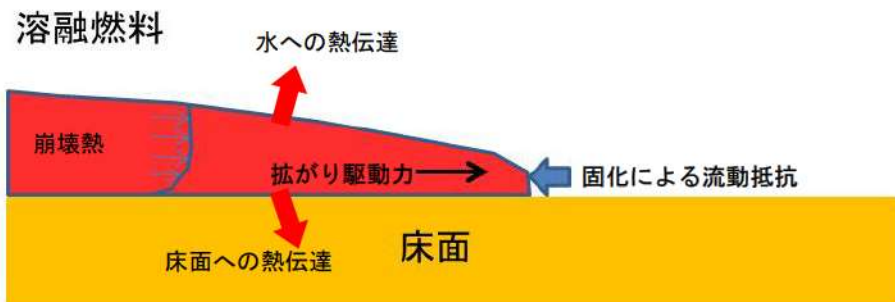 溶融燃料
水への熱伝達
崩壊熱
拡がり駆動力
固化による流動抵抗
床面への熱伝達
床面